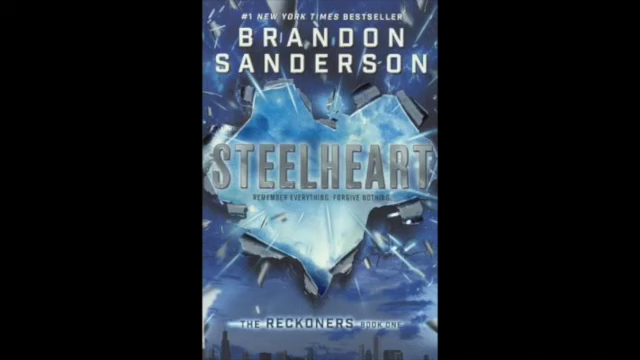 #1 NEW YORK TIMES BESTSELLER
BRANDON
SANDERSON
STEELHEART
REMEMBER EVERYTHING. FORGIVE NOTHING.
THE RECKONERS BOOK ONE